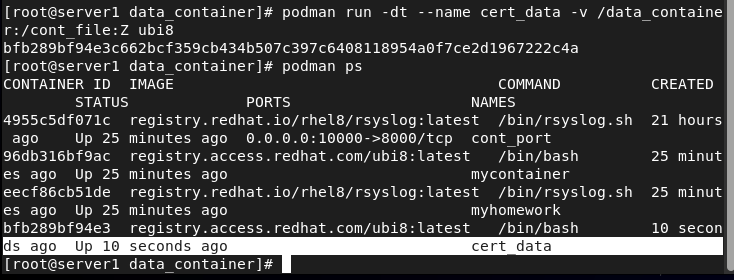 [root@server1 data_container]# podman run -dt --name cert_data -v /data_containe
r:/cont_file:Z ubi8
bfb289bf94e3c662bcf359cb434b507c397c6408118954a0f7ce2d1967222c4a
[root@server1 data_container]# podman ps
CONTAINER ID  IMAGE                                    COMMAND          CREATED
         STATUS              PORTS                    NAMES
4955c5df071c  registry.redhat.io/rhel8/rsyslog:latest  /bin/rsyslog.sh  21 hours
 ago     Up 25 minutes ago  0.0.0.0:10000->8000/tcp  cont_port
96db316bf9ac  registry.access.redhat.com/ubi8:latest   /bin/bash        25 minut
es ago  Up 25 minutes ago                            mycontainer
eecf86cb51de  registry.redhat.io/rhel8/rsyslog:latest  /bin/rsyslog.sh  25 minut
es ago  Up 25 minutes ago                            myhomework
bfb289bf94e3  registry.access.redhat.com/ubi8:latest   /bin/bash        10 secon
ds ago  Up 10 seconds ago                            cert_data
[root@server1 data_container]#